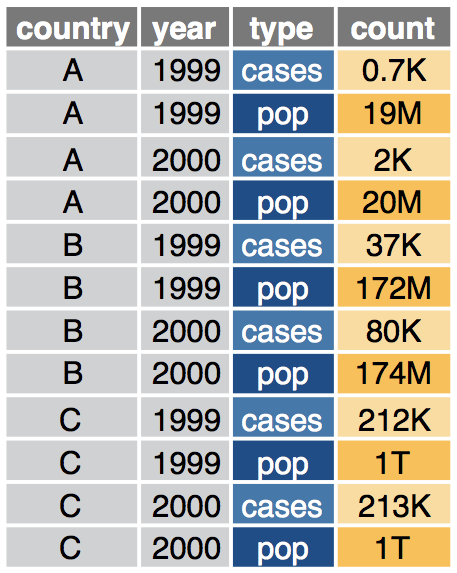 country year type count
A 1999 cases 0.7K
A 1999 pop 19M
A 2000 cases 2K
A 2000 pop 20M
B 1999 cases 37K
B 1999 pop 172M
B 2000 cases 80K
B 2000 pop 174M
C 1999 cases 212K
C 1999 pop 1T
C 2000 cases 213K
C 2000 pop 1T